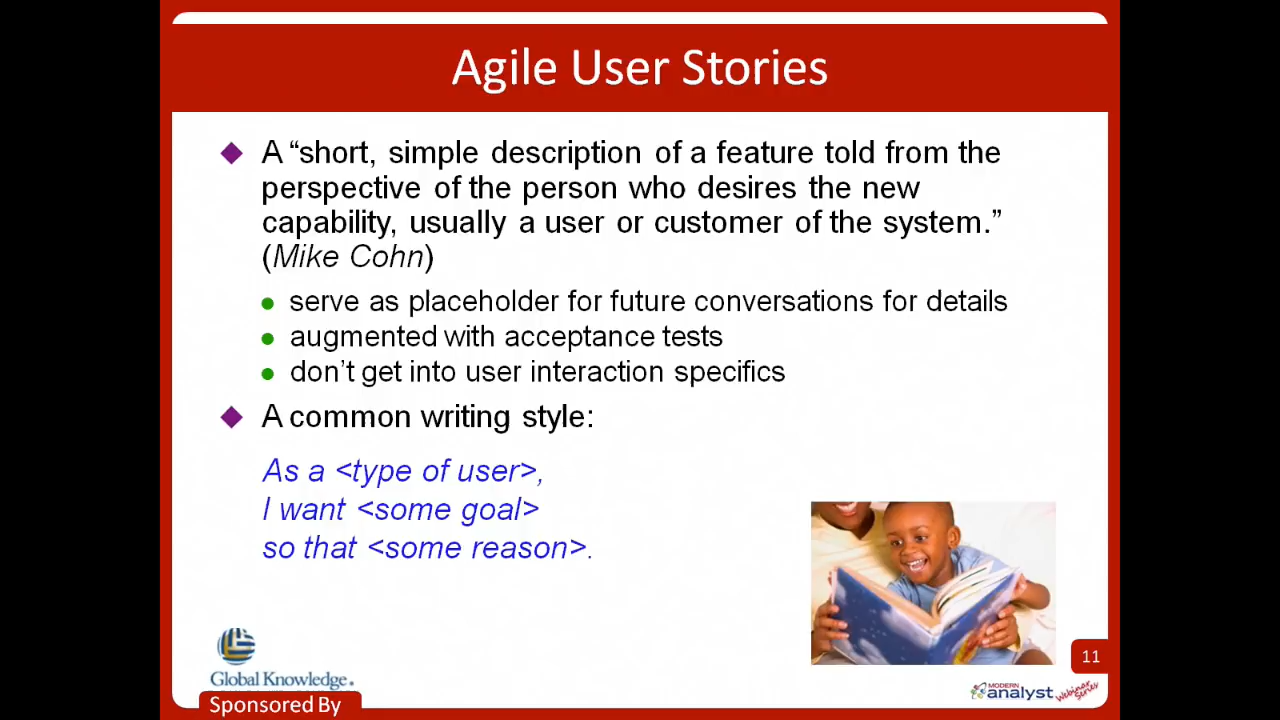 Agile User Stories
A “short, simple description of a feature told from the
perspective of the person who desires the new
capability, usually a user or customer of the system.”
(Mike Cohn)
serve as placeholder for future conversations for details
augmented with acceptance tests
don’t get into user interaction specifics
A common writing style:
As a <type of user>,
I want <some goal>
so that <some reason>.
Global Knowledge.
Sponsored By
11
MODERN
analyst
Webinar
Series